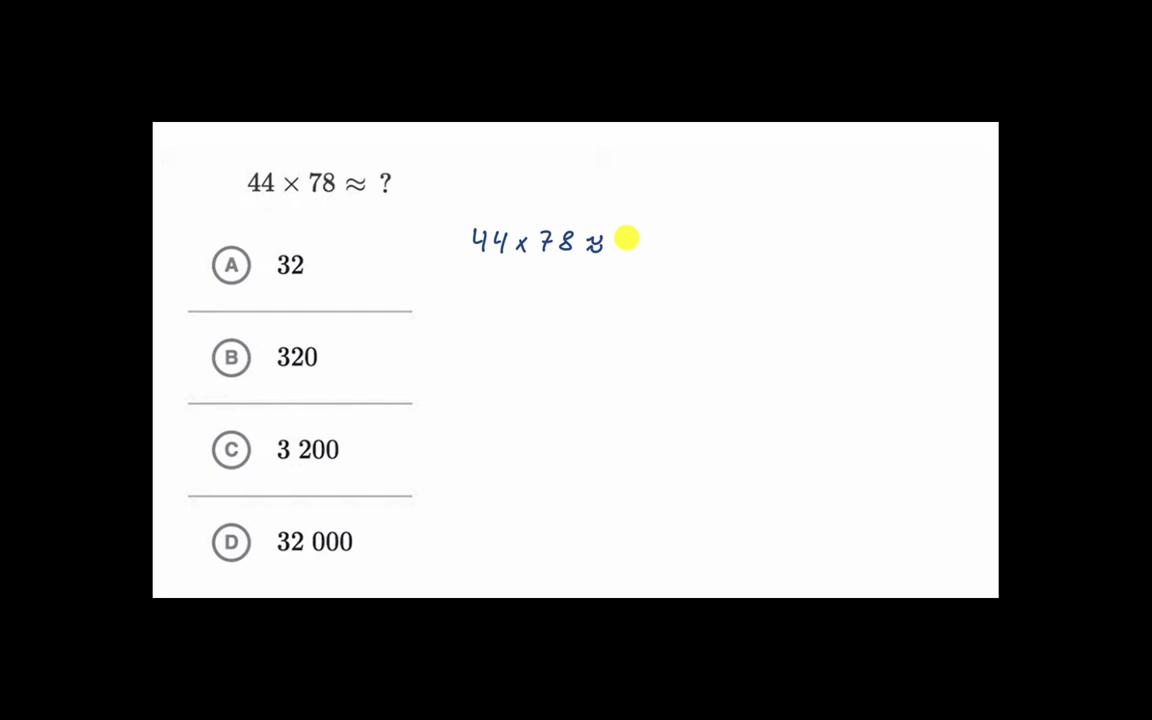 44 × 78 ≈ ?
44 x 78 ≈
A 32
B 320
C 3 200
D 32 000